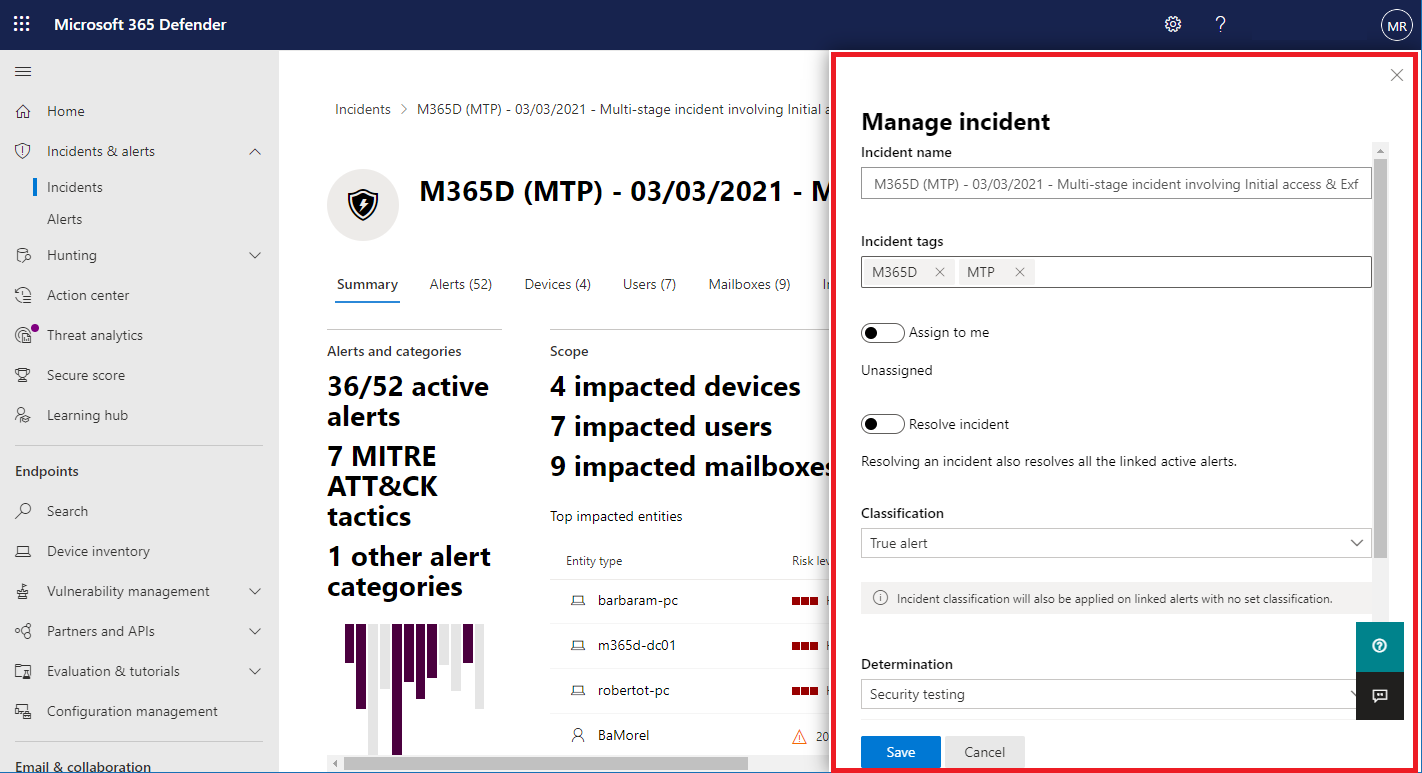 Microsoft 365 Defender
?
MR
Home
Incidents & alerts
Incidents
Alerts
Hunting
Action center
Threat analytics
Secure score
Learning hub
Endpoints
Search
Device inventory
Vulnerability management
Partners and APIs
Evaluation & tutorials
Configuration management
Email & collaboration
Incidents > M365D (MTP) - 03/03/2021 - Multi-stage incident involving Initial a
M365D (MTP) - 03/03/2021 - M
Summary Alerts (52) Devices (4) Users (7) Mailboxes (9)
Alerts and categories
36/52 active
alerts
7 MITRE
ATT&CK
tactics
1 other alert
categories
Scope
4 impacted devices
7 impacted users
9 impacted mailboxes
Top impacted entities
Entity type Risk lev
barbaram-pc
m365d-dc01
robertot-pc
BaMorel 20
Manage incident
Incident name
M365D (MTP) - 03/03/2021 - Multi-stage incident involving Initial access & Exf
Incident tags
M365D MTP
Assign to me
Unassigned
Resolve incident
Resolving an incident also resolves all the linked active alerts.
Classification
True alert
Incident classification will also be applied on linked alerts with no set classification.
Determination
Security testing
Save Cancel